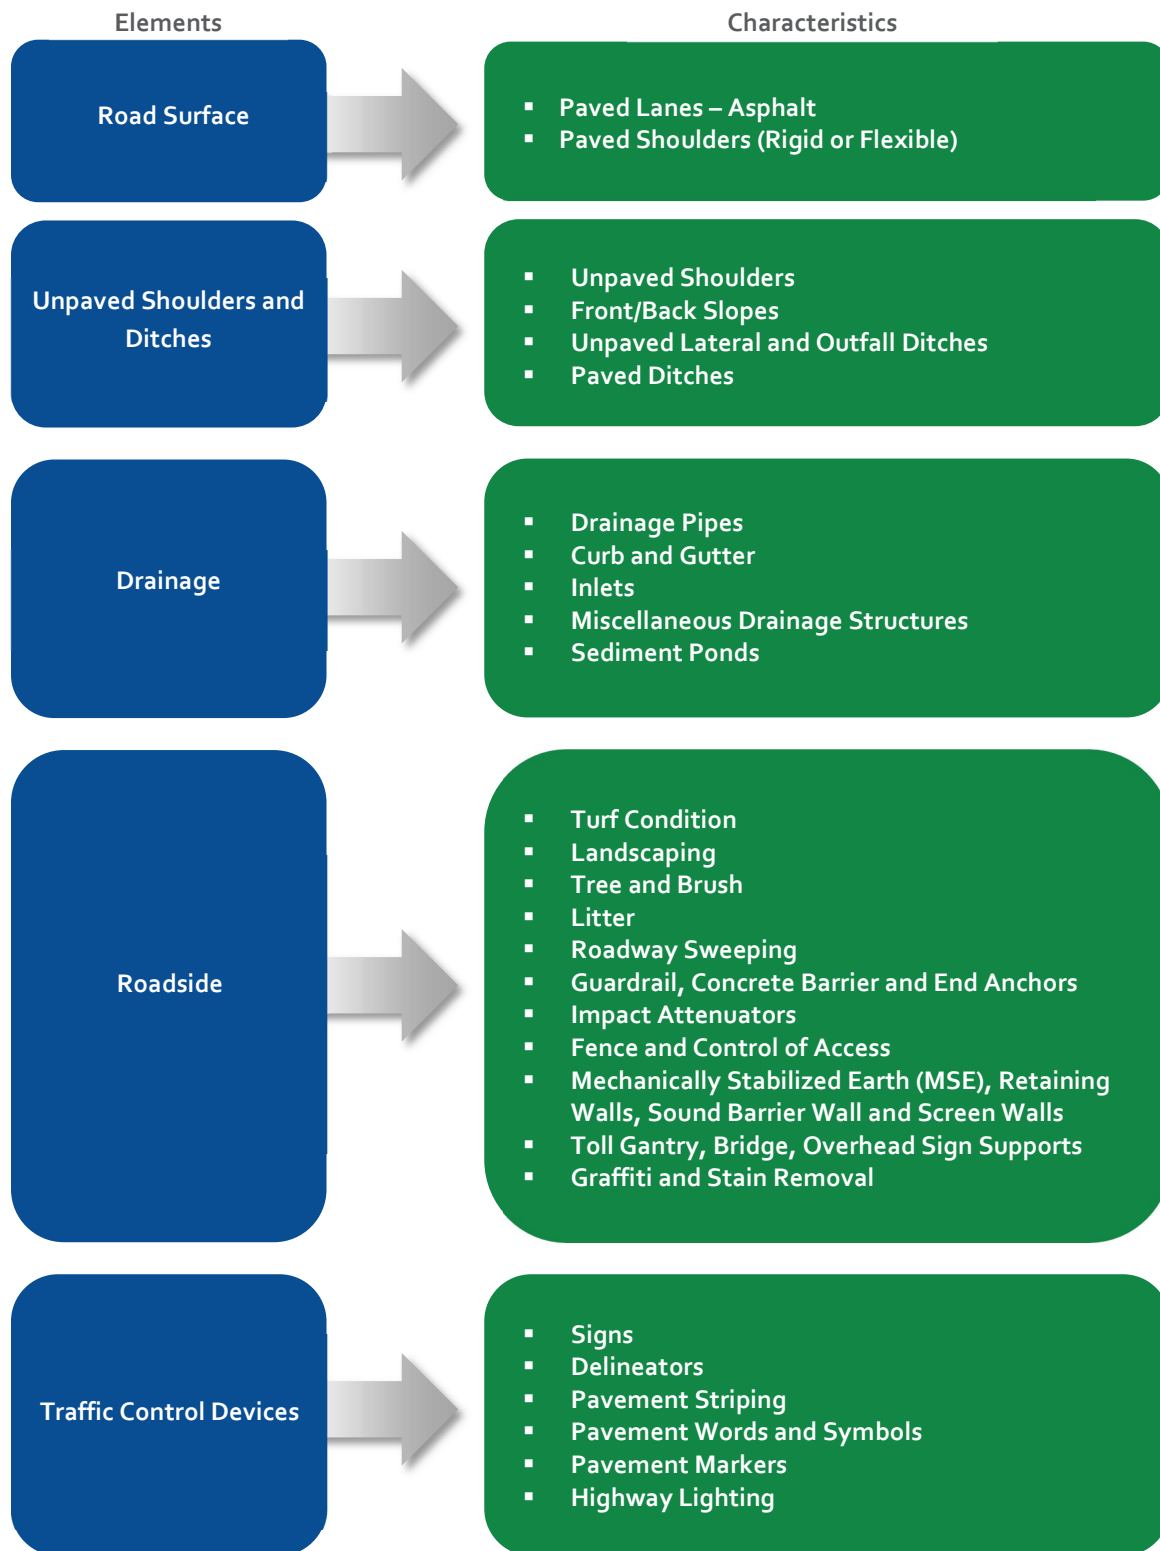 Elements
Characteristics
Road Surface
▪ Paved Lanes – Asphalt
▪ Paved Shoulders (Rigid or Flexible)
Unpaved Shoulders and
Ditches
▪ Unpaved Shoulders
▪ Front/Back Slopes
▪ Unpaved Lateral and Outfall Ditches
▪ Paved Ditches
Drainage
▪ Drainage Pipes
▪ Curb and Gutter
▪ Inlets
▪ Miscellaneous Drainage Structures
▪ Sediment Ponds
Roadside
▪ Turf Condition
▪ Landscaping
▪ Tree and Brush
▪ Litter
▪ Roadway Sweeping
▪ Guardrail, Concrete Barrier and End Anchors
▪ Impact Attenuators
▪ Fence and Control of Access
▪ Mechanically Stabilized Earth (MSE), Retaining
Walls, Sound Barrier Wall and Screen Walls
▪ Toll Gantry, Bridge, Overhead Sign Supports
▪ Graffiti and Stain Removal
Traffic Control Devices
▪ Signs
▪ Delineators
▪ Pavement Striping
▪ Pavement Words and Symbols
▪ Pavement Markers
▪ Highway Lighting